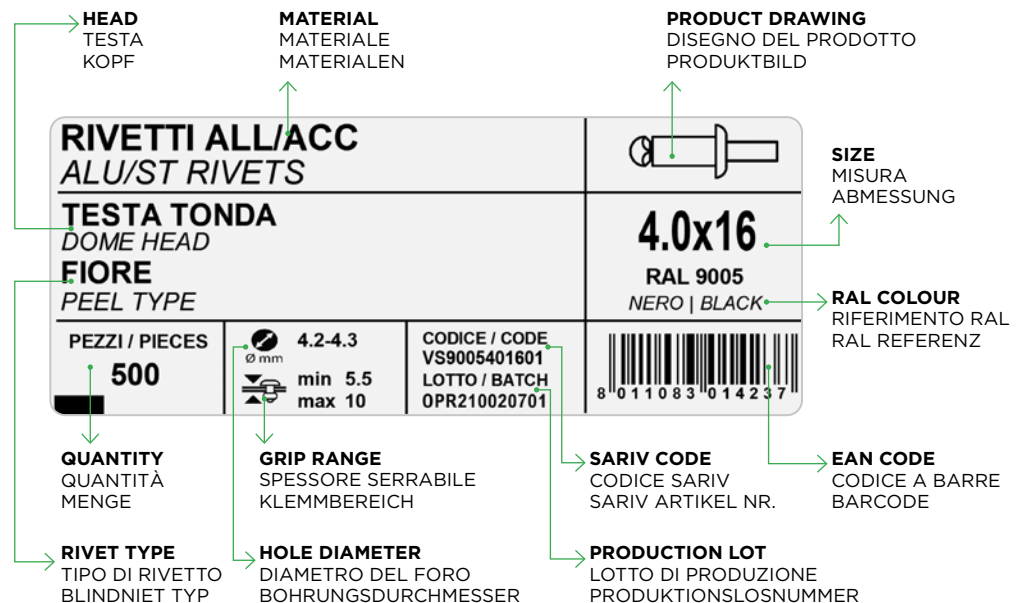 HEAD
TESTA
KOPF
MATERIAL
MATERIALE
MATERIALEN
PRODUCT DRAWING
DISEGNO DEL PRODOTTO
PRODUKTBILD
RIVETTI ALL/ACC
ALU/ST RIVETS
TESTA TONDA
DOME HEAD
FIORE
PEEL TYPE
4.0x16
RAL 9005
NERO | BLACK
SIZE
MISURA
ABMESSUNG
RAL COLOUR
RIFERIMENTO RAL
RAL REFERENZ
PEZZI / PIECES
500
Ø mm
4.2-4.3
min 5.5
max 10
CODICE / CODE
VS9005401601
LOTTO / BATCH
OPR210020701
8 011083 014237
QUANTITY
QUANTITÀ
MENGE
GRIP RANGE
SPESSORE SERRABILE
KLEMMBEREICH
SARIV CODE
CODICE SARIV
SARIV ARTIKEL NR.
EAN CODE
CODICE A BARRE
BARCODE
RIVET TYPE
TIPO DI RIVETTO
BLINDNIET TYP
HOLE DIAMETER
DIAMETRO DEL FORO
BOHRUNGSDURCHMESSER
PRODUCTION LOT
LOTTO DI PRODUZIONE
PRODUKTIONSLOSNUMMER